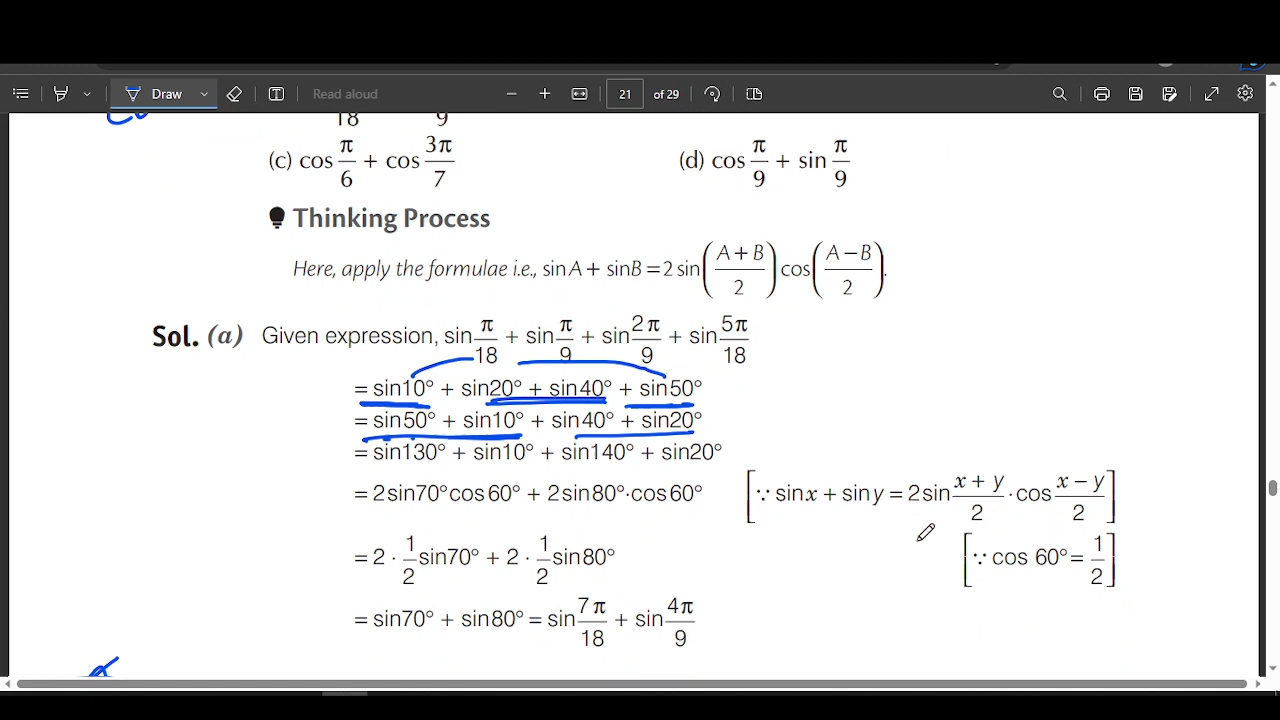 Draw
Read aloud
21 of 29
18 9
(c) cos π/6 + cos 3π/7 (d) cos π/9 + sin π/9
Thinking Process
Here, apply the formulae i.e., sin A + sin B = 2 sin((A + B)/2) cos((A − B)/2).
Sol. (a) Given expression, sin π/18 + sin π/9 + sin 2π/9 + sin 5π/18
= sin10° + sin20° + sin40° + sin50°
= sin50° + sin10° + sin40° + sin20°
= sin130° + sin10° + sin140° + sin20°
= 2sin70°cos60° + 2sin80°·cos60° [∵ sin x + sin y = 2sin (x + y)/2 · cos (x − y)/2]
= 2 · 1/2 sin70° + 2 · 1/2 sin80° [∵ cos 60° = 1/2]
= sin70° + sin80° = sin 7π/18 + sin 4π/9